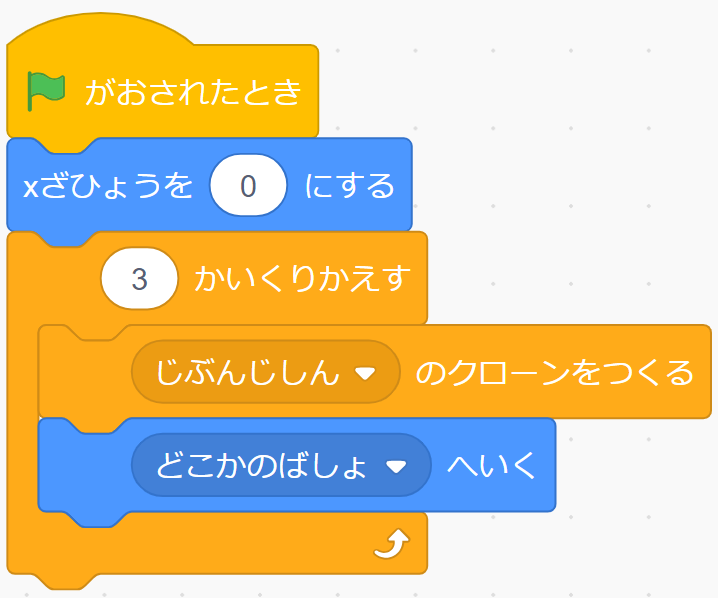 がおされたとき
xざひょうを 0 にする
3 かいくりかえす
じぶんじしん のクローンをつくる
どこかのばしょ へいく